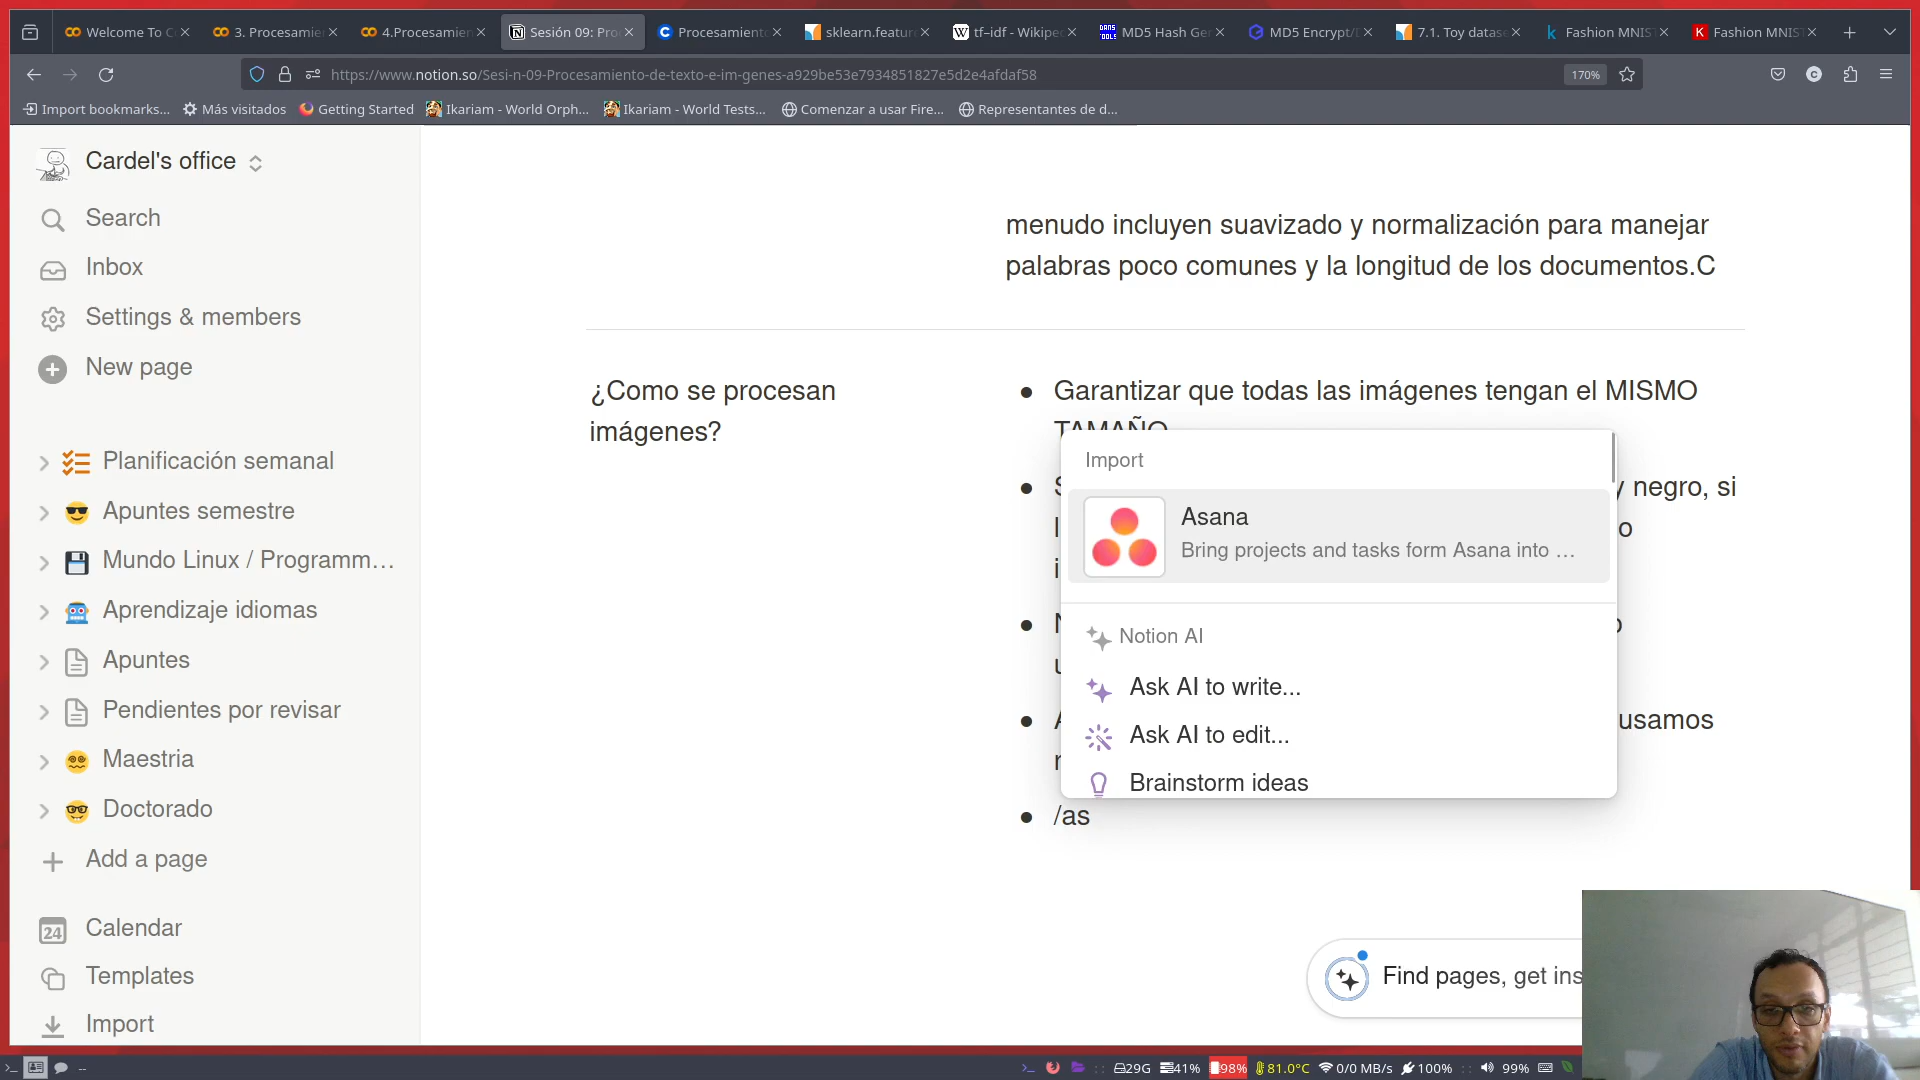 Welcome To C
3. Procesamie
4.Procesamien
Sesión 09: Pro
Procesamiento
sklearn.featur
tf–idf - Wikipe
MD5 Hash Ge
MD5 Encrypt/
7.1. Toy datase
Fashion MNIST
Fashion MNIST
https://www.notion.so/Sesi-n-09-Procesamiento-de-texto-e-im-genes-a929be53e7934851827e5d2e4afdaf58
170%
Import bookmarks...
Más visitados
Getting Started
Ikariam - World Orph...
Ikariam - World Tests...
Comenzar a usar Fire...
Representantes de d...
Cardel's office
Search
Inbox
Settings & members
New page
Planificación semanal
Apuntes semestre
Mundo Linux / Programm...
Aprendizaje idiomas
Apuntes
Pendientes por revisar
Maestria
Doctorado
Add a page
Calendar
24
Templates
Import
menudo incluyen suavizado y normalización para manejar
palabras poco comunes y la longitud de los documentos.C
¿Como se procesan
imágenes?
Garantizar que todas las imágenes tengan el MISMO
TAMAÑO
y negro, si
usamos
/as
Import
Asana
Bring projects and tasks form Asana into ...
Notion AI
Ask AI to write...
Ask AI to edit...
Brainstorm ideas
Find pages, get ins
29G
41%
98%
81.0°C
0/0 MB/s
100%
99%